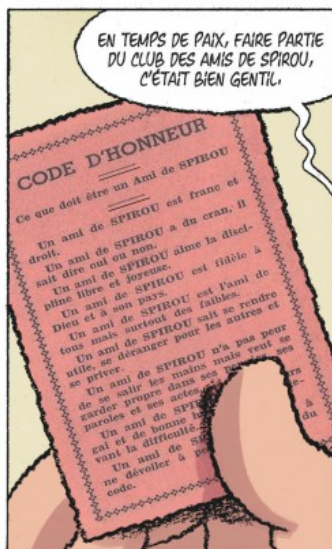 EN TEMPS DE PAIX, FAIRE PARTIE
DU CLUB DES AMIS DE SPIROU,
C'ÉTAIT BIEN GENTIL.
CODE D'HONNEUR
Ce que doit être un Ami de SPIROU
Un ami de SPIROU est franc et
droit.
Un ami de SPIROU a du cran, il
sait dire oui ou non.
Un ami de SPIROU aime la disci-
pline libre et joyeuse.
Un ami de SPIROU est fidèle à
Dieu et à son pays.
Un ami de SPIROU est l'ami de
tous mais surtout des faibles.
Un ami de SPIROU sait se rendre
utile, se déranger pour les autres et
se priver.
Un ami de SPIROU n'a pas peur
de se salir les mains mais veut se
garder propre dans ses
paroles et ses actes
Un ami de
gai et de bonne
vant la difficulté.
Un ami de
ne dévoiler à
code.